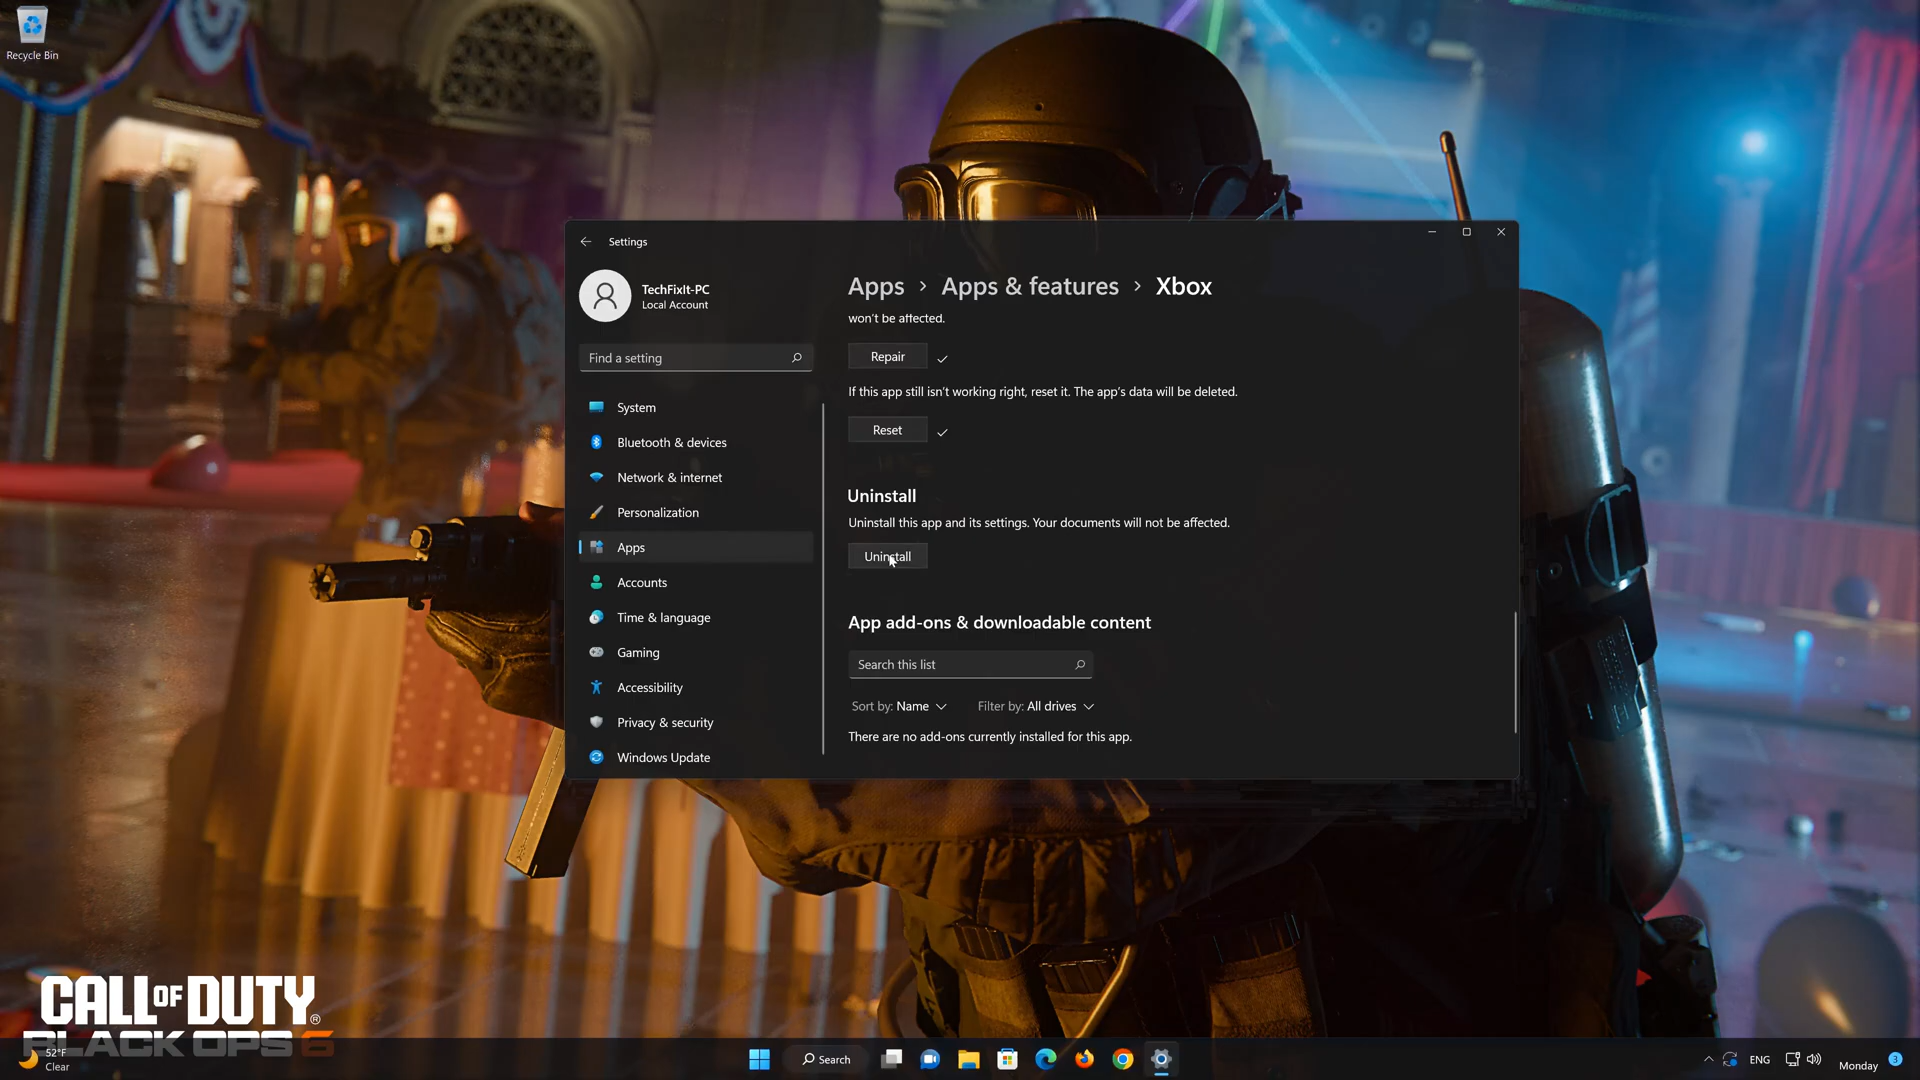 Recycle Bin
Settings
TechFixIt-PC
Local Account
Find a setting
System
Bluetooth & devices
Network & internet
Personalization
Apps
Accounts
Time & language
Gaming
Accessibility
Privacy & security
Windows Update
Apps › Apps & features › Xbox
won't be affected.
Repair
If this app still isn't working right, reset it. The app's data will be deleted.
Reset
Uninstall
Uninstall this app and its settings. Your documents will not be affected.
Uninstall
App add-ons & downloadable content
Search this list
Sort by: Name Filter by: All drives
There are no add-ons currently installed for this app.
CALL OF DUTY®
BLACK OPS 6
52°F
Clear
Search
ENG
Monday
3